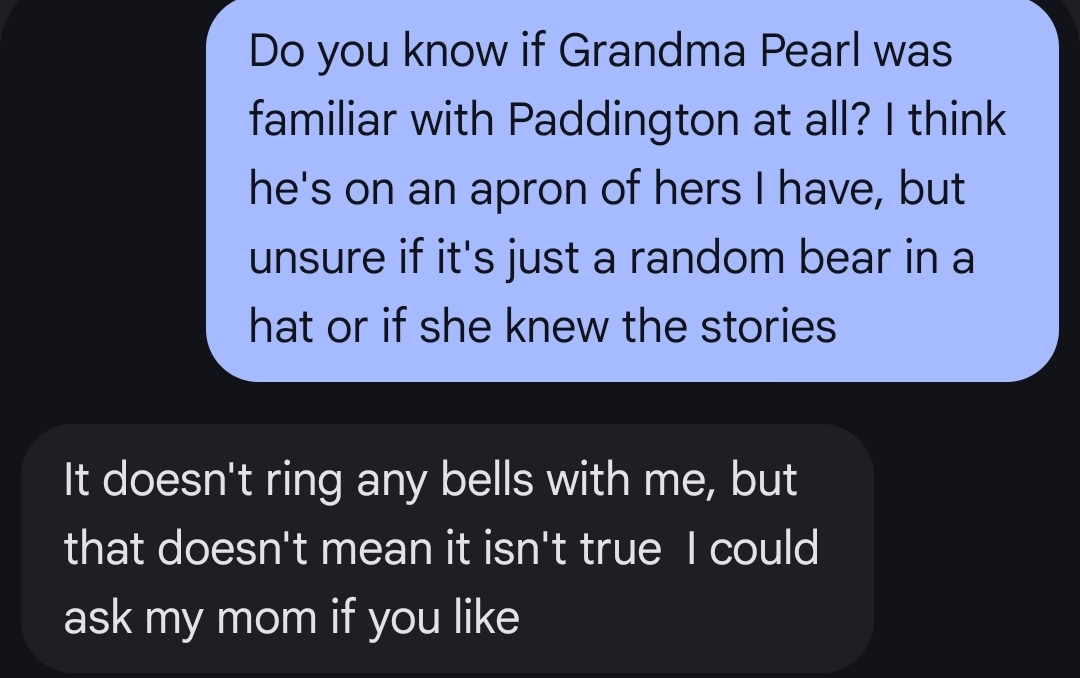 Do you know if Grandma Pearl was
familiar with Paddington at all? I think
he's on an apron of hers I have, but
unsure if it's just a random bear in a
hat or if she knew the stories
It doesn't ring any bells with me, but
that doesn't mean it isn't true  I could
ask my mom if you like